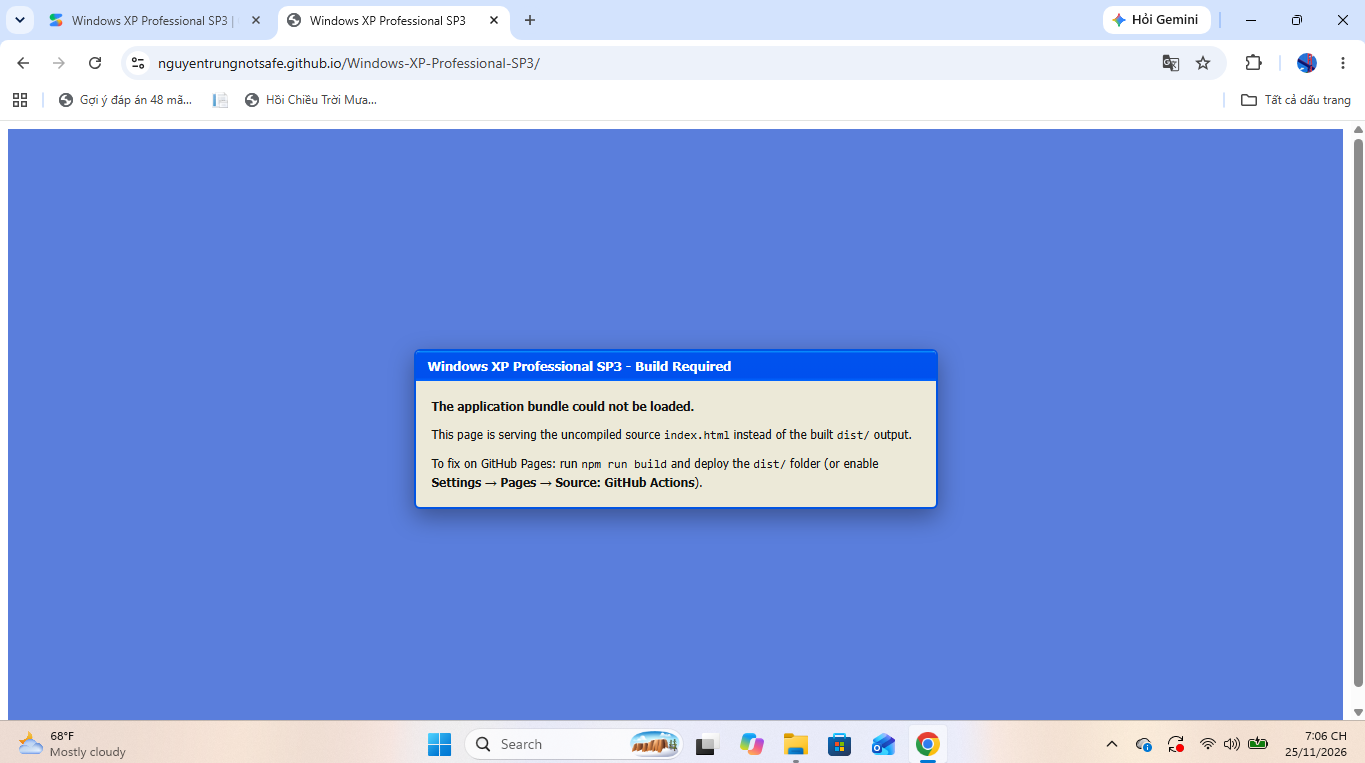 Windows XP Professional SP3 |
Windows XP Professional SP3
Hỏi Gemini
nguyentrungnotsafe.github.io/Windows-XP-Professional-SP3/
Gợi ý đáp án 48 mã...
Hồi Chiều Trời Mưa...
Tất cả dấu trang
Windows XP Professional SP3 - Build Required
The application bundle could not be loaded.
This page is serving the uncompiled source index.html instead of the built dist/ output.
To fix on GitHub Pages: run npm run build and deploy the dist/ folder (or enable
Settings → Pages → Source: GitHub Actions).
68°F
Mostly cloudy
Search
7:06 CH
25/11/2026